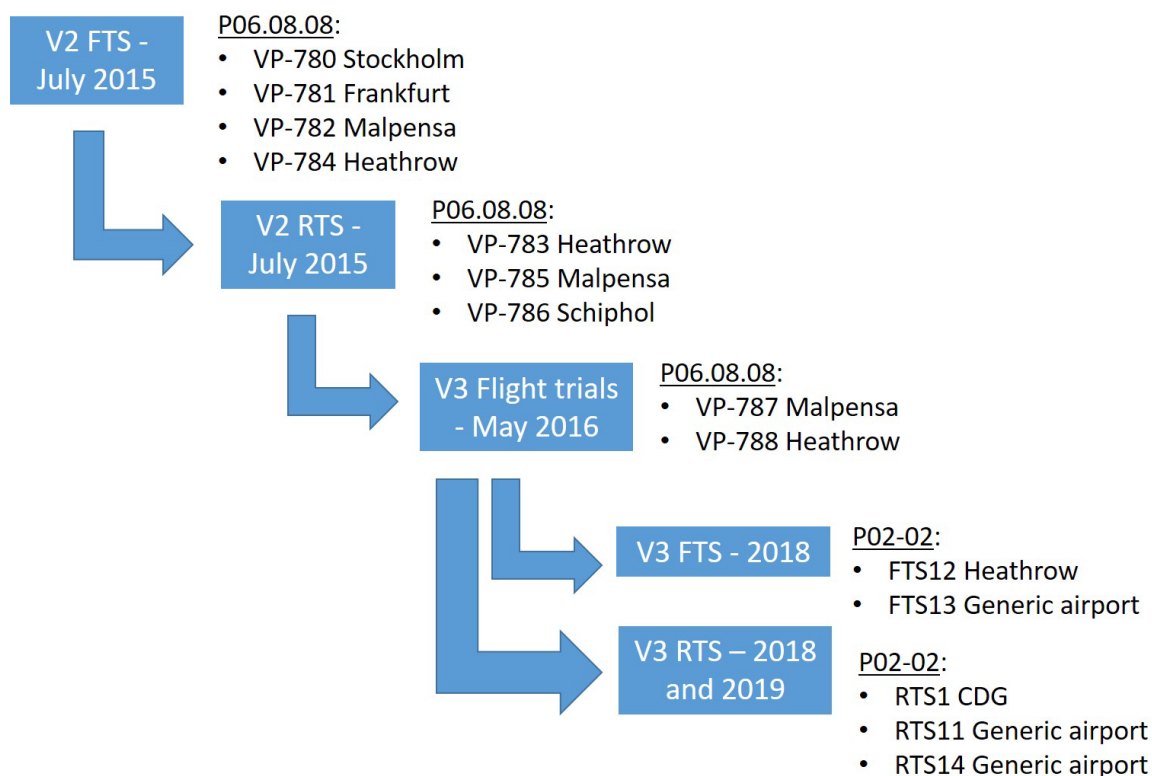 V2 FTS -
July 2015
P06.08.08:
• VP-780 Stockholm
• VP-781 Frankfurt
• VP-782 Malpensa
• VP-784 Heathrow
V2 RTS -
July 2015
P06.08.08:
• VP-783 Heathrow
• VP-785 Malpensa
• VP-786 Schiphol
V3 Flight trials
- May 2016
P06.08.08:
• VP-787 Malpensa
• VP-788 Heathrow
V3 FTS - 2018
P02-02:
• FTS12 Heathrow
• FTS13 Generic airport
V3 RTS – 2018
and 2019
P02-02:
• RTS1 CDG
• RTS11 Generic airport
• RTS14 Generic airport